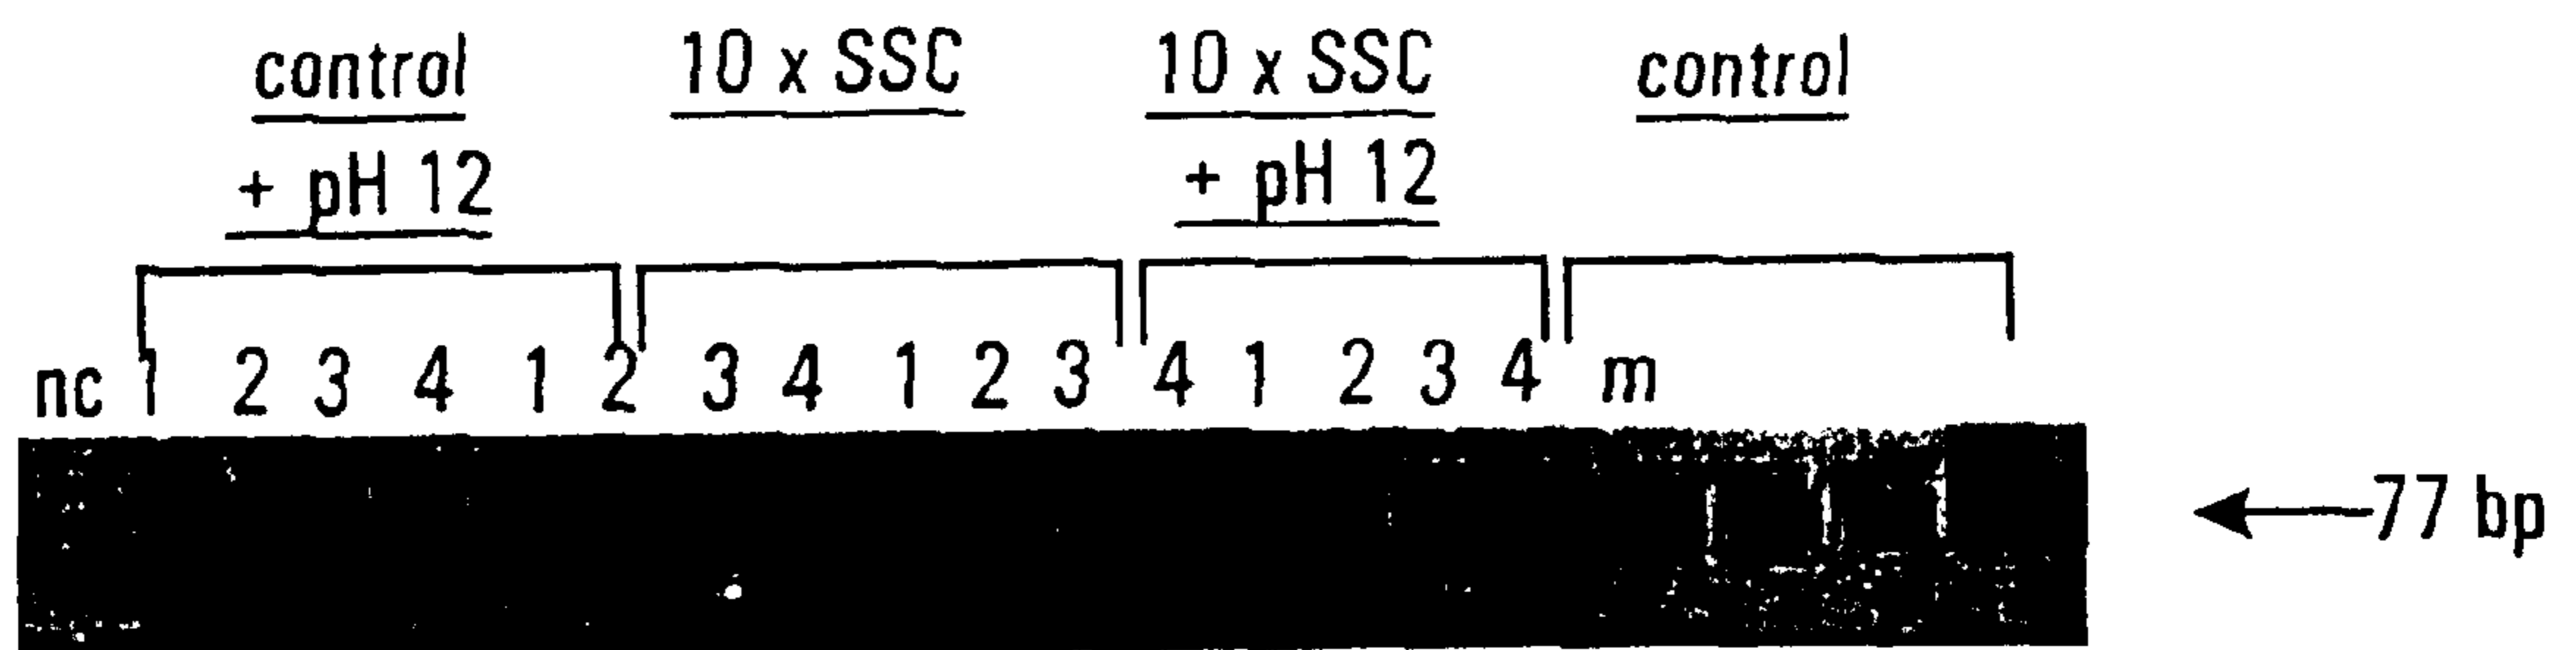 control 10 x SSC 10 x SSC control
+ pH 12 + pH 12
nc 1 2 3 4 1 2 3 4 1 2 3 4 1 2 3 4 m
77 bp